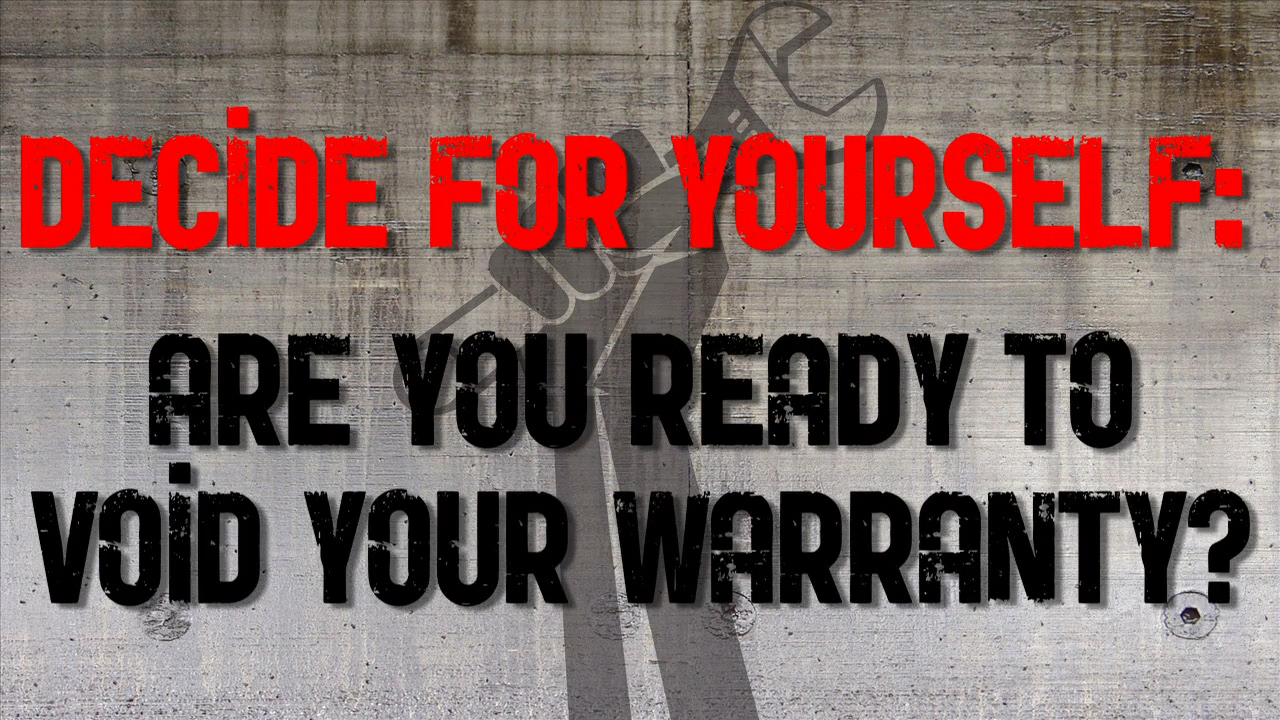 DECiDE FOR YOURSELF:
ARE YOU READY TO
VOiD YOUR WARRANTY?